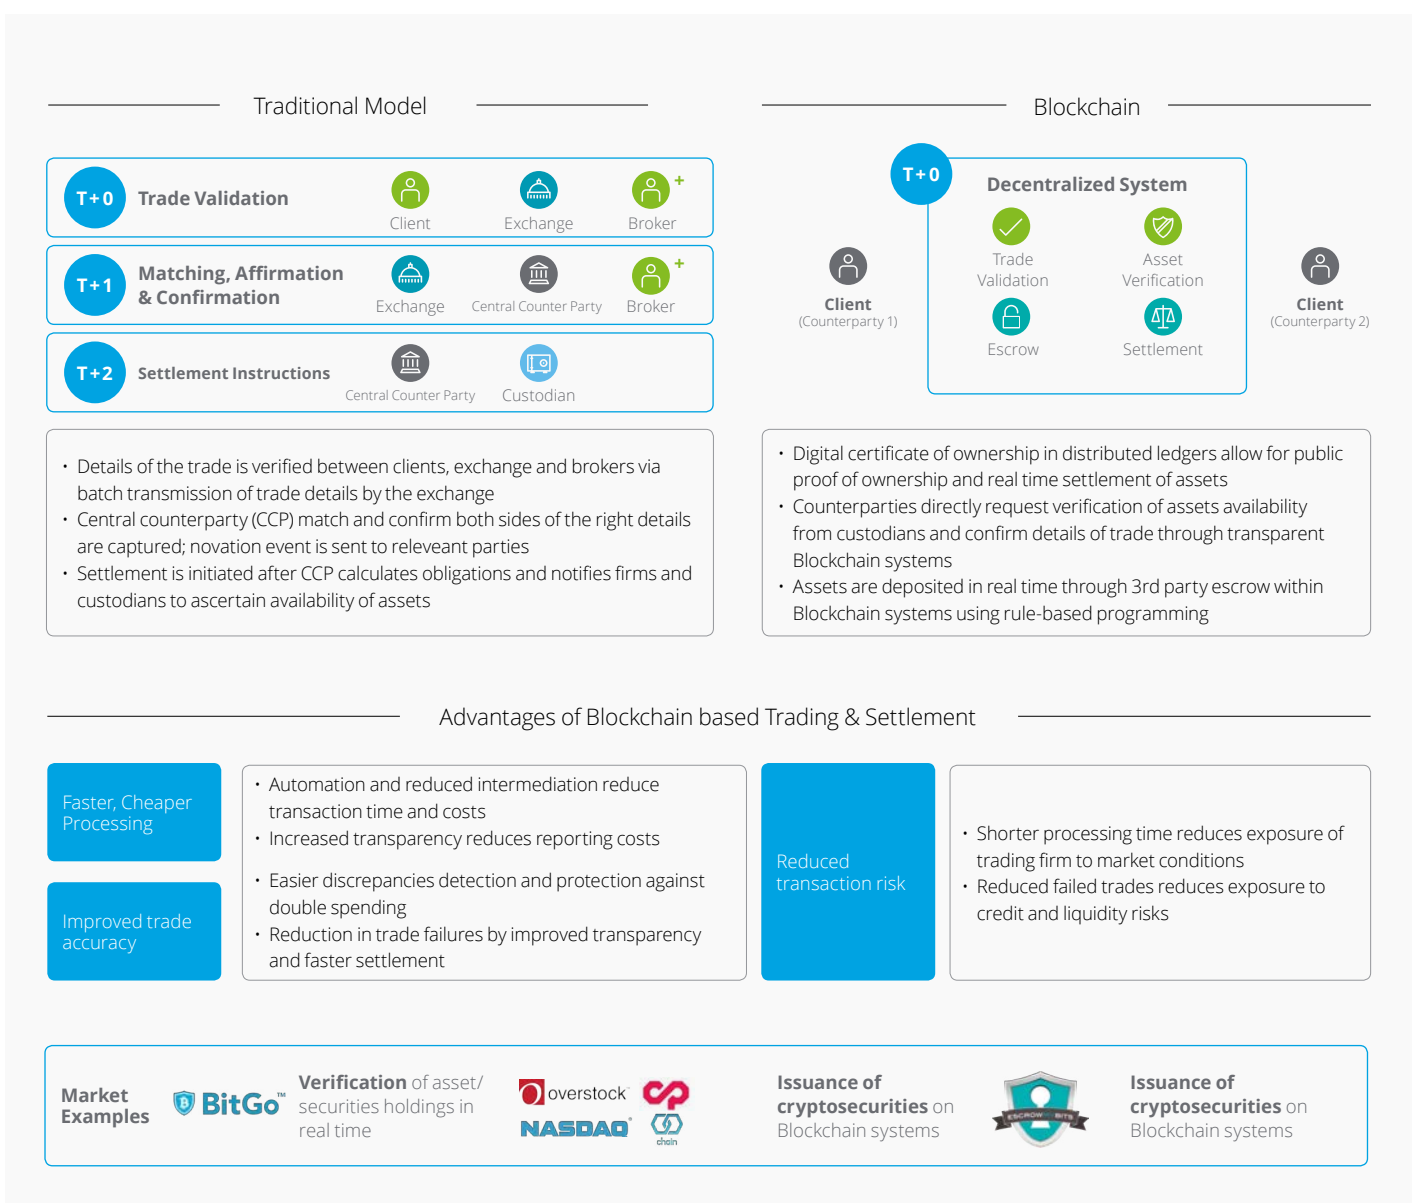 Traditional Model
T+0
Trade Validation
Client
Exchange
Broker
+
T+1
Matching, Affirmation
& Confirmation
Exchange
Central Counter Party
Broker
+
T+2
Settlement Instructions
Central Counter Party
Custodian
• Details of the trade is verified between clients, exchange and brokers via
batch transmission of trade details by the exchange
• Central counterparty (CCP) match and confirm both sides of the right details
are captured; novation event is sent to releveant parties
• Settlement is initiated after CCP calculates obligations and notifies firms and
custodians to ascertain availability of assets
Blockchain
T+0
Decentralized System
Trade
Validation
Asset
Verification
Escrow
Settlement
Client
(Counterparty 1)
Client
(Counterparty 2)
• Digital certificate of ownership in distributed ledgers allow for public
proof of ownership and real time settlement of assets
• Counterparties directly request verification of assets availability
from custodians and confirm details of trade through transparent
Blockchain systems
• Assets are deposited in real time through 3rd party escrow within
Blockchain systems using rule-based programming
Advantages of Blockchain based Trading & Settlement
Faster, Cheaper
Processing
• Automation and reduced intermediation reduce
transaction time and costs
• Increased transparency reduces reporting costs
Improved trade
accuracy
• Easier discrepancies detection and protection against
double spending
• Reduction in trade failures by improved transparency
and faster settlement
Reduced
transaction risk
• Shorter processing time reduces exposure of
trading firm to market conditions
• Reduced failed trades reduces exposure to
credit and liquidity risks
Market
Examples
BitGo™
Verification of asset/
securities holdings in
real time
overstock
NASDAQ
chain
Issuance of
cryptosecurities on
Blockchain systems
ESCROW MY BITS
Issuance of
cryptosecurities on
Blockchain systems